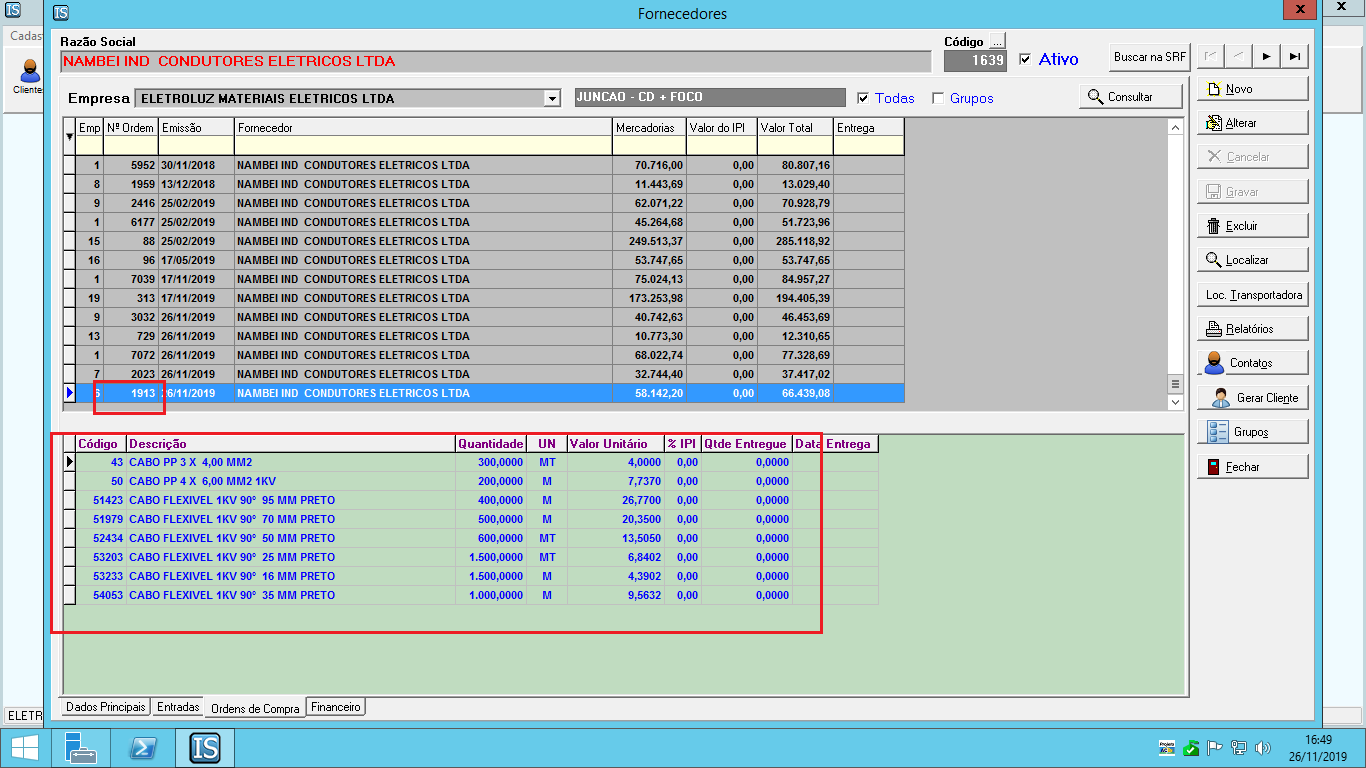 IS
IS
Fornecedores
x
X
Cadast
Cliente
Razão Social
Código
...
NAMBEI IND CONDUTORES ELETRICOS LTDA
1639
Ativo
Buscar na SRF
Empresa
ELETROLUZ MATERIAIS ELETRICOS LTDA
JUNCAO - CD + FOCO
Todas
Grupos
Consultar
Emp Nº Ordem Emissão Fornecedor Mercadorias Valor do IPI Valor Total Entrega
1 5952 30/11/2018 NAMBEI IND CONDUTORES ELETRICOS LTDA 70.716,00 0,00 80.807,16
8 1959 13/12/2018 NAMBEI IND CONDUTORES ELETRICOS LTDA 11.443,69 0,00 13.029,40
9 2416 25/02/2019 NAMBEI IND CONDUTORES ELETRICOS LTDA 62.071,22 0,00 70.928,79
1 6177 25/02/2019 NAMBEI IND CONDUTORES ELETRICOS LTDA 45.264,68 0,00 51.723,96
15 88 25/02/2019 NAMBEI IND CONDUTORES ELETRICOS LTDA 249.513,37 0,00 285.118,92
16 96 17/05/2019 NAMBEI IND CONDUTORES ELETRICOS LTDA 53.747,65 0,00 53.747,65
1 7039 17/11/2019 NAMBEI IND CONDUTORES ELETRICOS LTDA 75.024,13 0,00 84.957,27
19 313 17/11/2019 NAMBEI IND CONDUTORES ELETRICOS LTDA 173.253,98 0,00 194.405,39
9 3032 26/11/2019 NAMBEI IND CONDUTORES ELETRICOS LTDA 40.742,63 0,00 46.453,69
13 729 26/11/2019 NAMBEI IND CONDUTORES ELETRICOS LTDA 10.773,30 0,00 12.310,65
1 7072 26/11/2019 NAMBEI IND CONDUTORES ELETRICOS LTDA 68.022,74 0,00 77.328,69
7 2023 26/11/2019 NAMBEI IND CONDUTORES ELETRICOS LTDA 32.744,40 0,00 37.417,02
6 1913 26/11/2019 NAMBEI IND CONDUTORES ELETRICOS LTDA 58.142,20 0,00 66.439,08
Código Descrição Quantidade UN Valor Unitário % IPI Qtde Entregue Data Entrega
43 CABO PP 3 X 4,00 MM2 300,0000 MT 4,0000 0,00 0,0000
50 CABO PP 4 X 6,00 MM2 1KV 200,0000 M 7,7370 0,00 0,0000
51423 CABO FLEXIVEL 1KV 90º 95 MM PRETO 400,0000 M 26,7700 0,00 0,0000
51979 CABO FLEXIVEL 1KV 90º 70 MM PRETO 500,0000 M 20,3500 0,00 0,0000
52434 CABO FLEXIVEL 1KV 90º 50 MM PRETO 600,0000 MT 13,5050 0,00 0,0000
53203 CABO FLEXIVEL 1KV 90º 25 MM PRETO 1.500,0000 MT 6,8402 0,00 0,0000
53233 CABO FLEXIVEL 1KV 90º 16 MM PRETO 1.500,0000 M 4,3902 0,00 0,0000
54053 CABO FLEXIVEL 1KV 90º 35 MM PRETO 1.000,0000 M 9,5632 0,00 0,0000
Novo
Alterar
Cancelar
Gravar
Excluir
Localizar
Loc. Transportadora
Relatórios
Contatos
Gerar Cliente
Grupos
Fechar
Dados Principais
Entradas
Ordens de Compra
Financeiro
ELETR
IS
16:49
26/11/2019